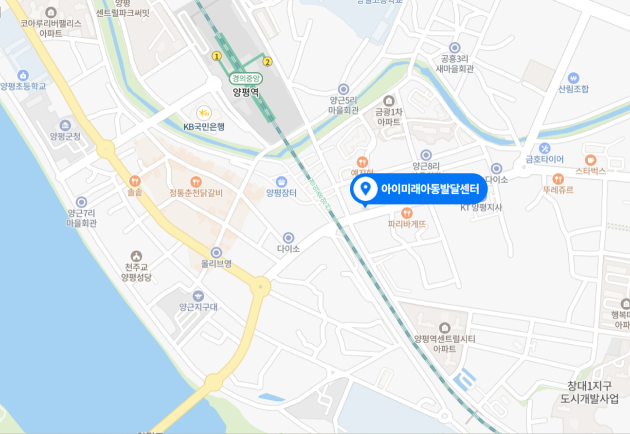 코아루리버팰리스
아파트
양평
센트럴파크써밋
공흥3리
새마을회관
1
2
경의중앙
양평역
양평초등학교
산림조합
양근5리
마을회관
금광1차
아파트
KB국민은행
양평군청
금호타이어
스타벅스
양근8리
다이소
뚜레쥬르
솔솔
정통춘천닭갈비
양평장터
아이미래아동발달센터
KT 양평지사
파리바게뜨
양근7리
마을회관
다이소
올리브영
천주교
양평성당
양근지구대
양평역센트럴시티
아파트
창대1지구
도시개발사업